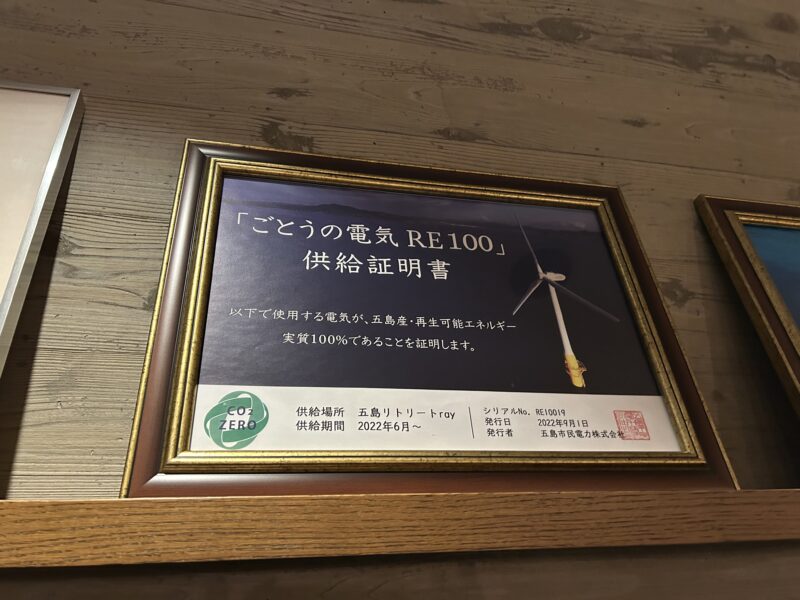 「ごとうの電気 RE100」
供給証明書
以下で使用する電気が、五島産・再生可能エネルギー
実質100%であることを証明します。
CO2
ZERO
供給場所 五島リトリートray
供給期間 2022年6月～
シリアルNo. RE10019
発行日 2022年9月1日
発行者 五島市民電力株式会社